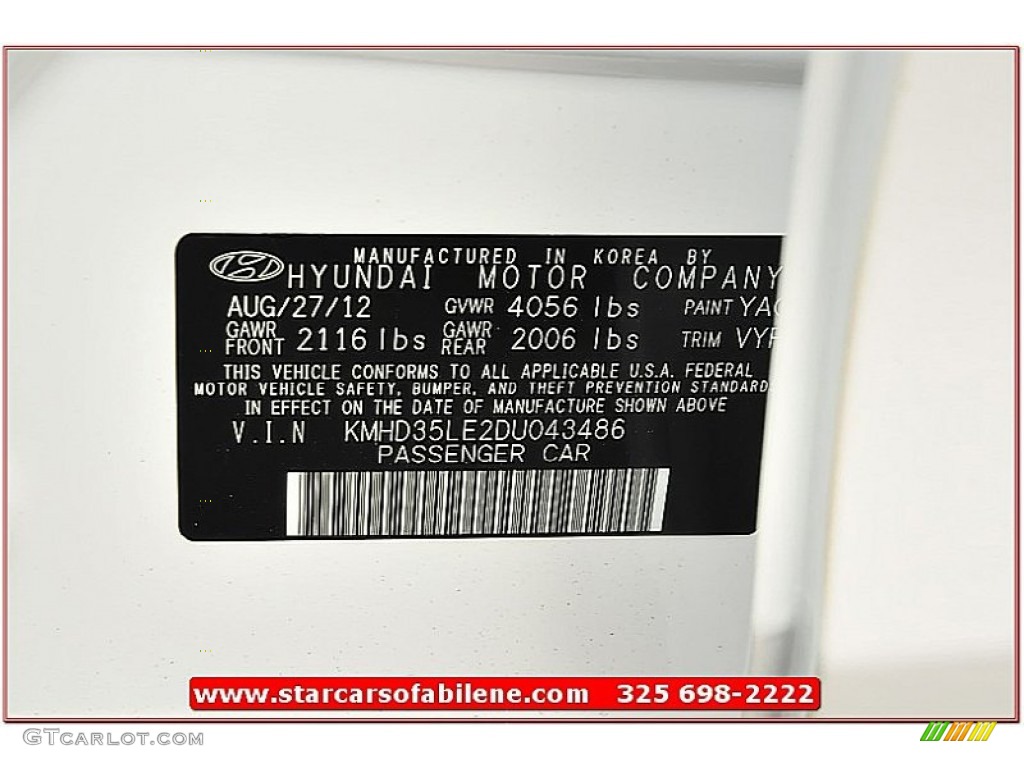 MANUFACTURED IN KOREA BY
HYUNDAI MOTOR COMPANY
AUG/27/12 GVWR 4056 lbs PAINT
GAWR FRONT 2116 lbs GAWR REAR 2006 lbs TRIM
THIS VEHICLE CONFORMS TO ALL APPLICABLE U.S.A. FEDERAL
MOTOR VEHICLE SAFETY, BUMPER, AND THEFT PREVENTION STANDARD
IN EFFECT ON THE DATE OF MANUFACTURE SHOWN ABOVE
V.I.N KMHD35LE2DU043486
PASSENGER CAR
www.starcarsofabilene.com 325 698-2222
GTcarlot.com